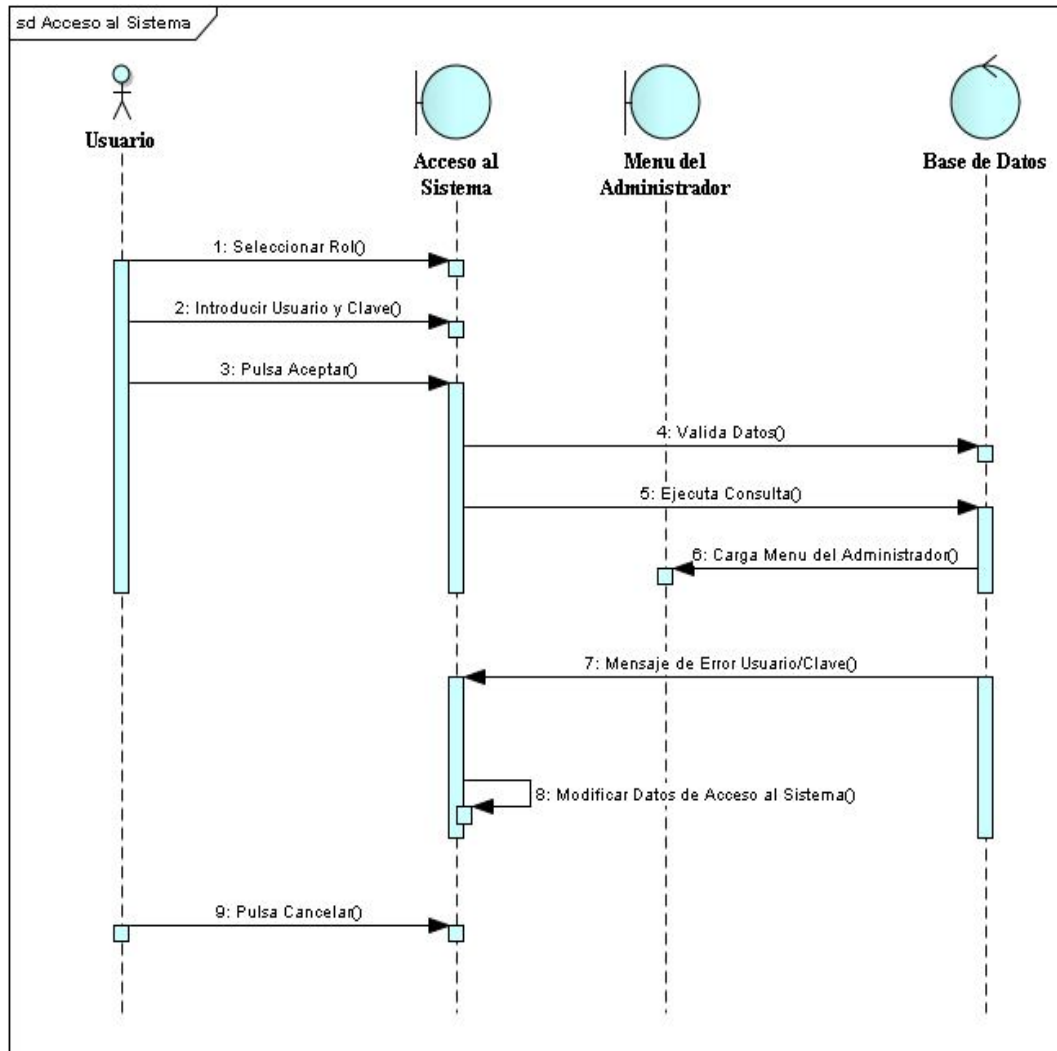 sd Acceso al Sistema
Usuario
Acceso al
Sistema
Menu del
Administrador
Base de Datos
1: Seleccionar Rol()
2: Introducir Usuario y Clave()
3: Pulsa Aceptar()
4: Valida Datos()
5: Ejecuta Consulta()
6: Carga Menu del Administrador()
7: Mensaje de Error Usuario/Clave()
8: Modificar Datos de Acceso al Sistema()
9: Pulsa Cancelar()